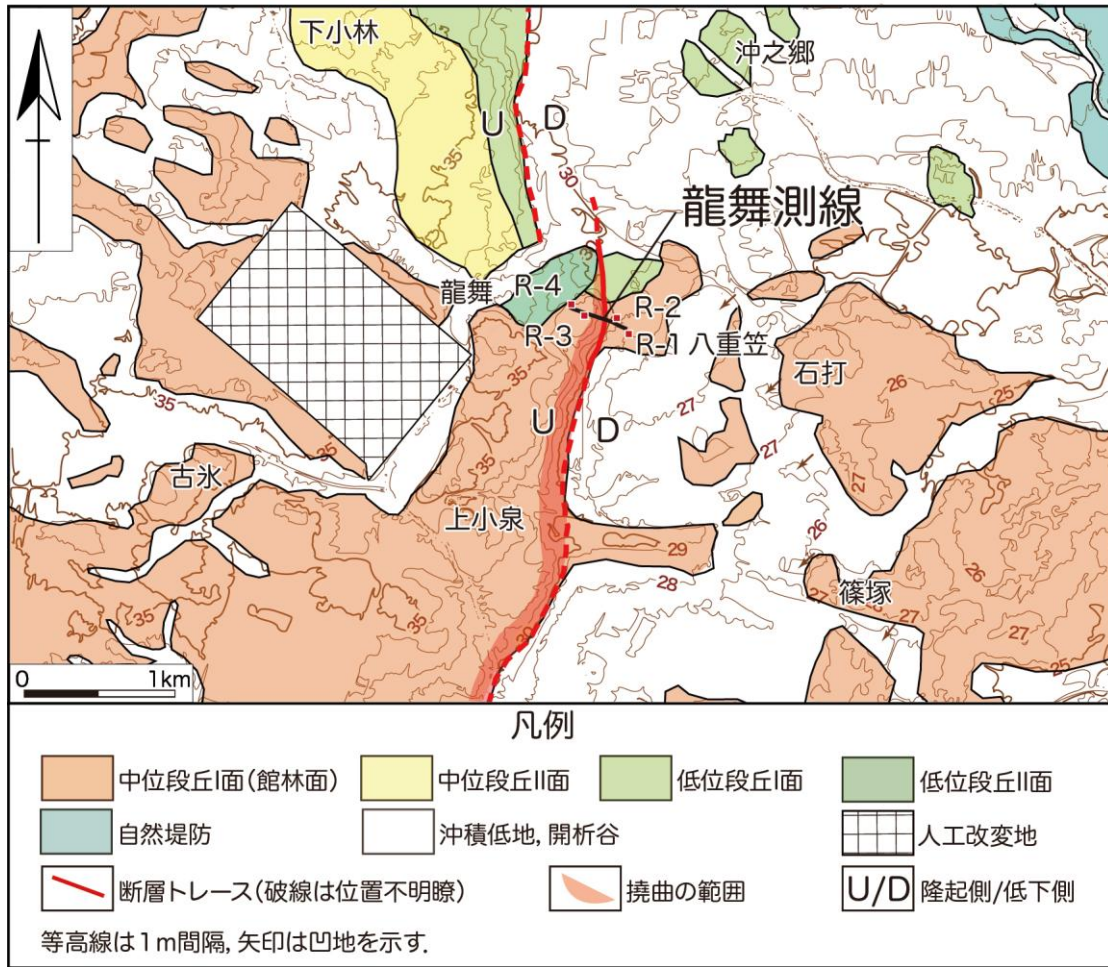 下小林
沖之郷
35
U
D
30
龍舞測線
龍舞
R-4
R-2
R-3
R-1
八重笠
石打
26
25
35
35
27
U
D
35
27
25
27
古氷
上小泉
26
29
28
篠塚
26
35
35
27
27
27
30
25
0
1km
凡例
中位段丘I面(館林面)
中位段丘II面
低位段丘I面
低位段丘II面
自然堤防
沖積低地, 開析谷
人工改変地
断層トレース(破線は位置不明瞭)
撓曲の範囲
U/D
隆起側/低下側
等高線は1m間隔, 矢印は凹地を示す.